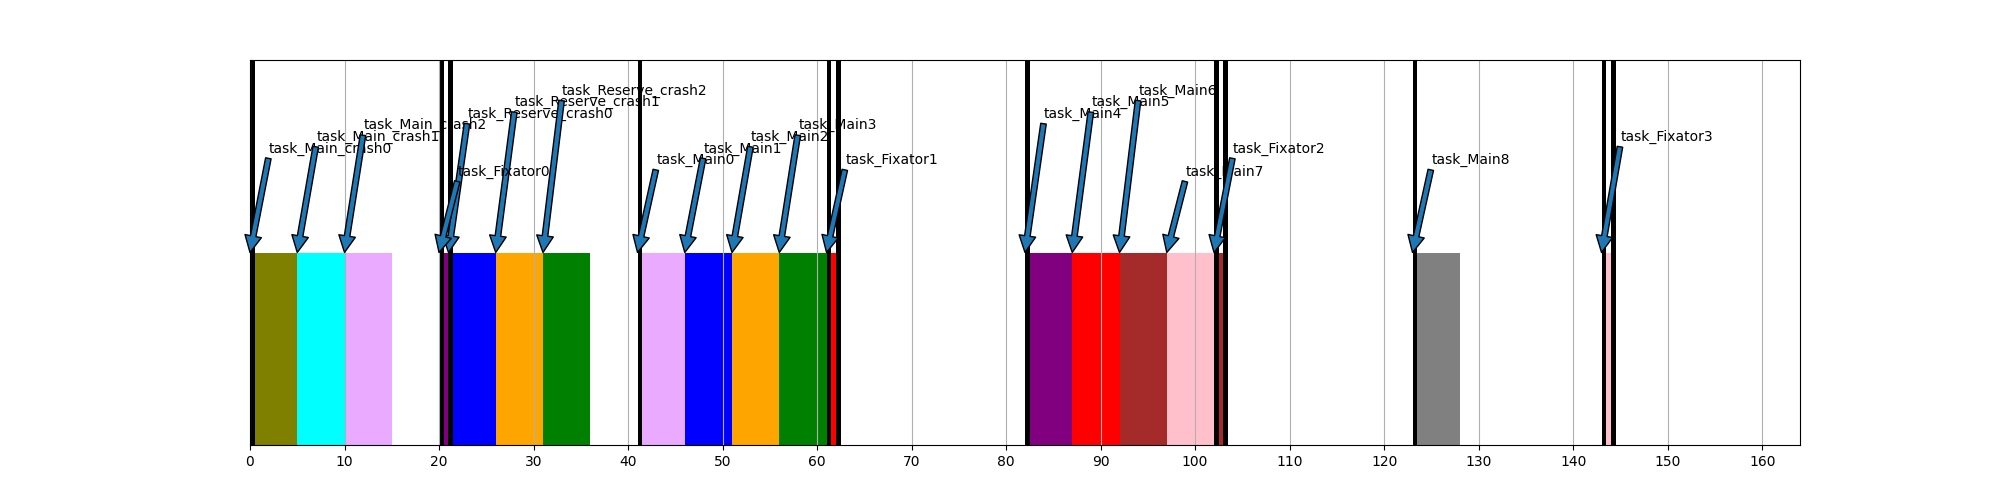 task_Reserve_crash2
task_Main6
task_Reserve_crash1
task_Main5
task_Reserve_crash0
task_Main4
task_Main_crash2
task_Main3
task_Main_crash1
task_Main2
task_Fixator3
task_Main_crash0
task_Main1
task_Fixator2
task_Main0
task_Fixator1
task_Main8
task_Fixator0
task_Main7
0 10 20 30 40 50 60 70 80 90 100 110 120 130 140 150 160